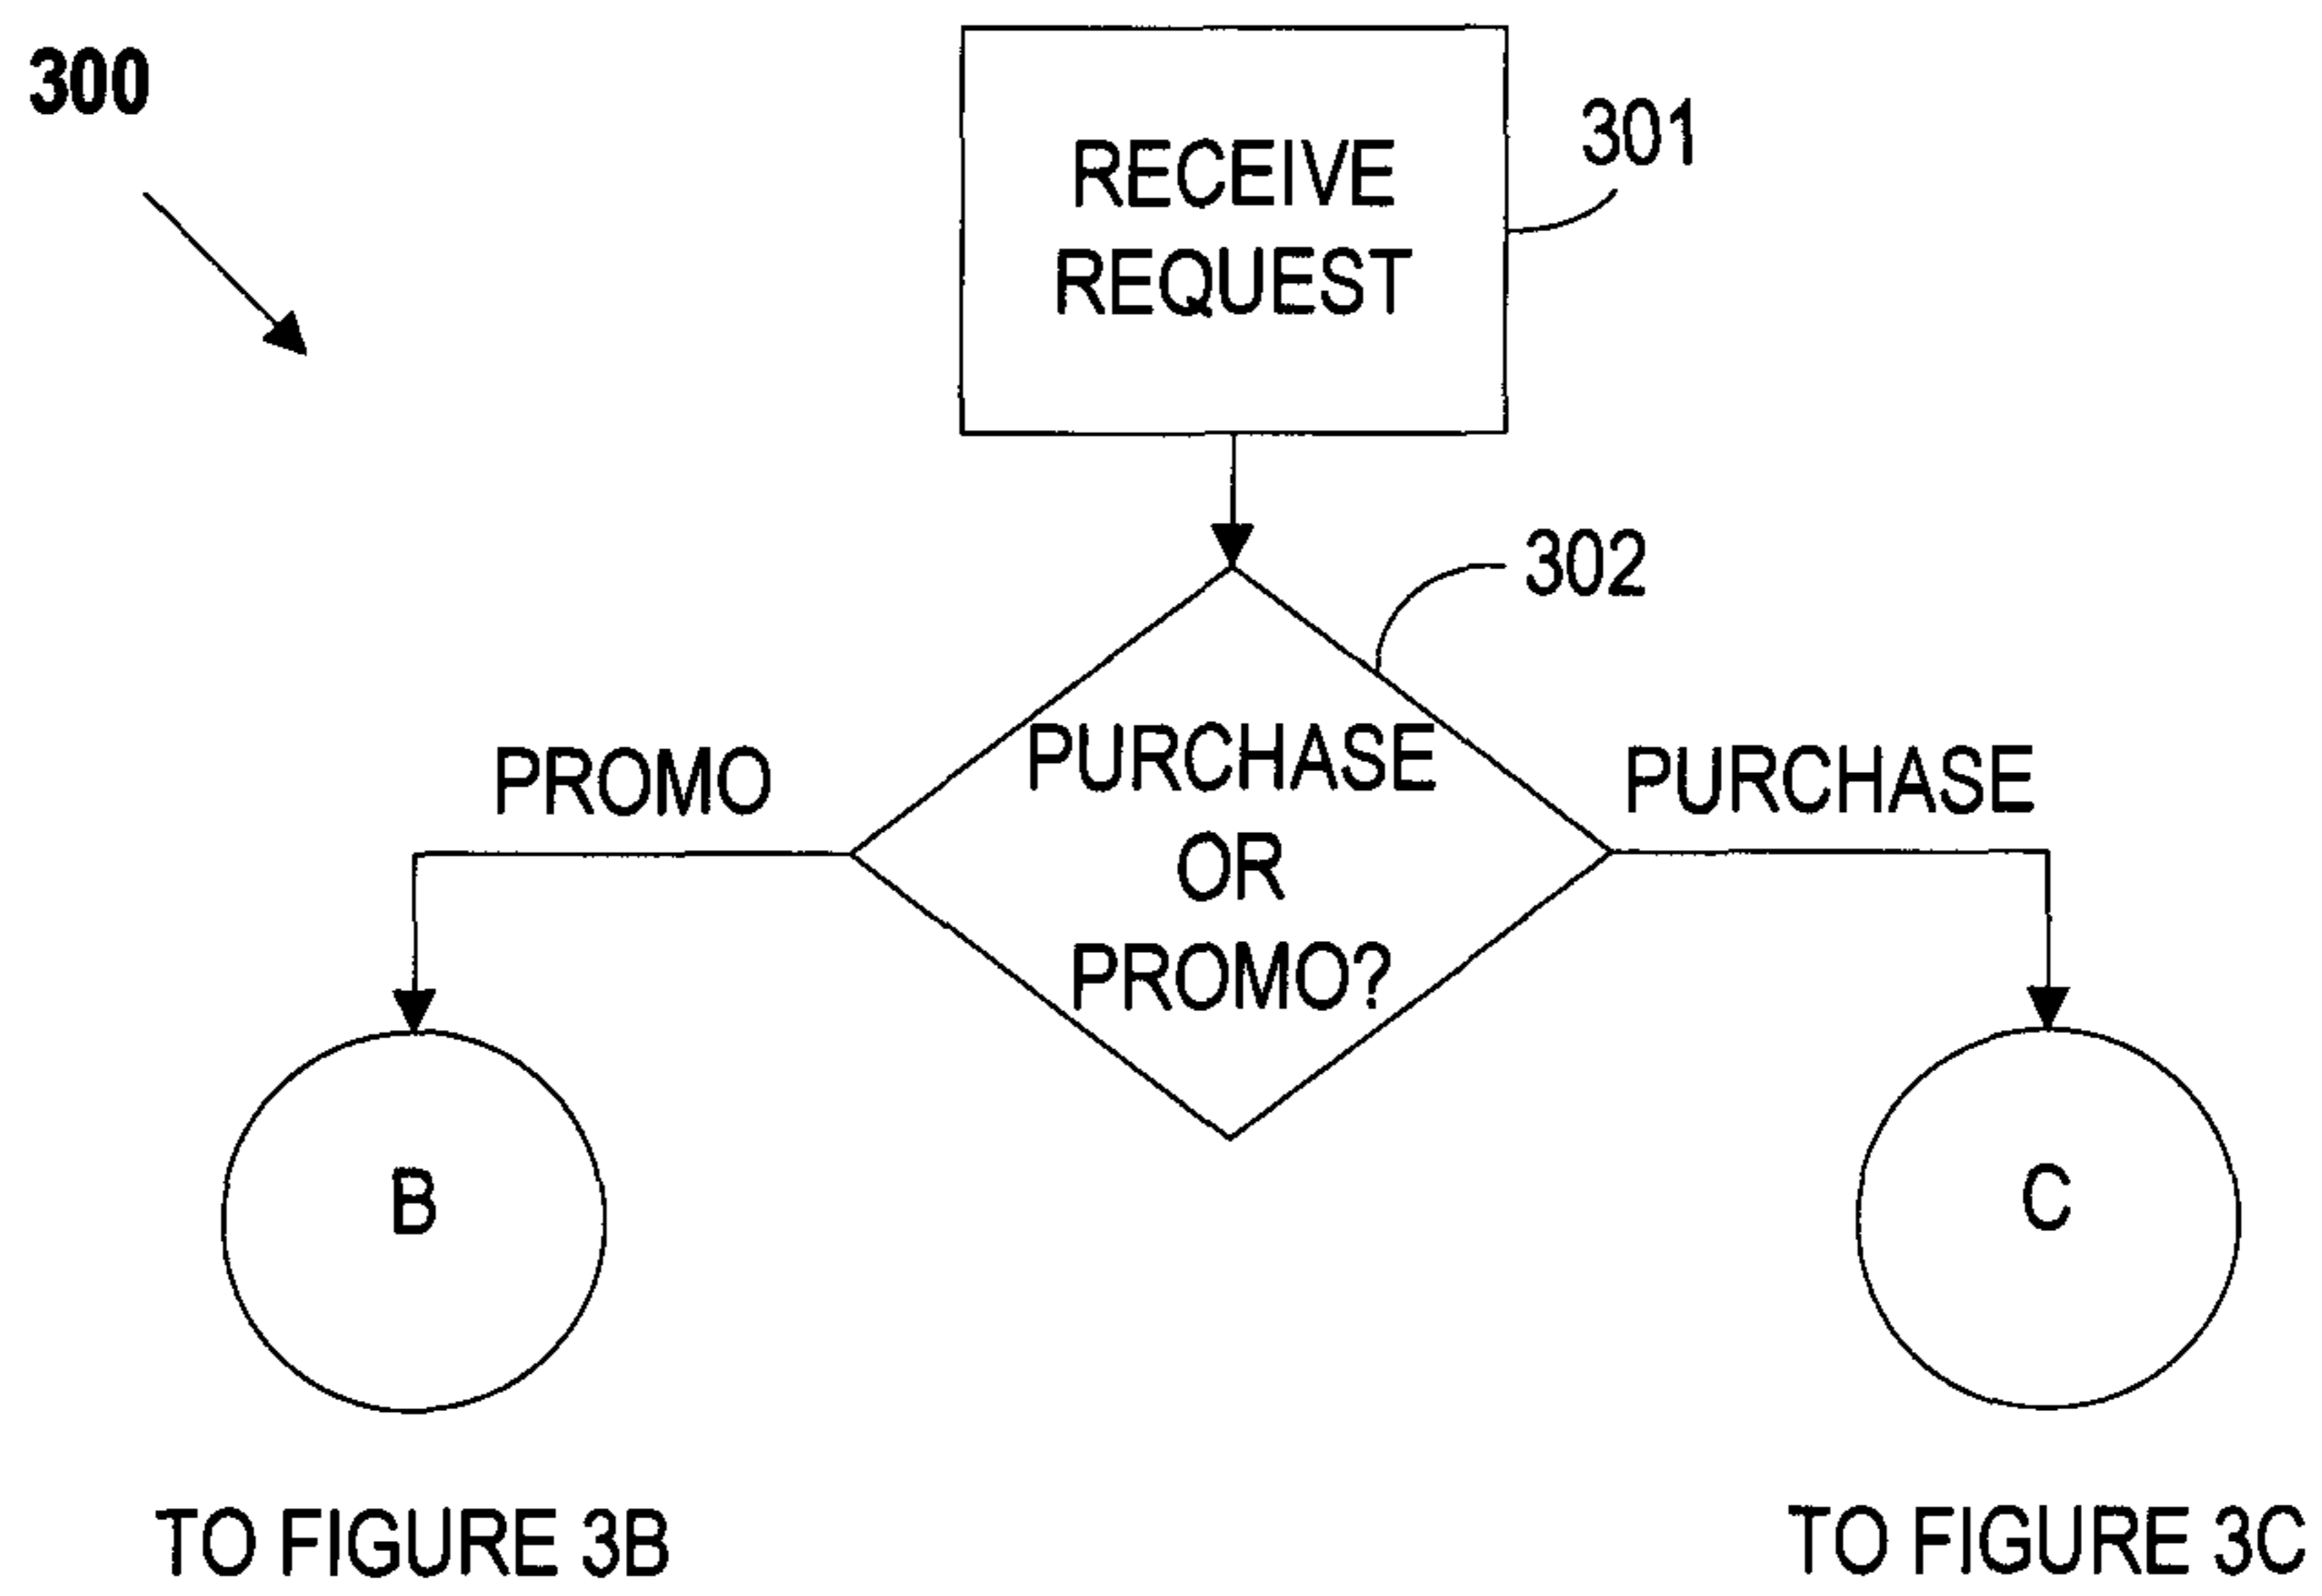 300
RECEIVE
REQUEST
301
302
PURCHASE
OR
PROMO?
PROMO
PURCHASE
B
C
TO FIGURE 3B
TO FIGURE 3C